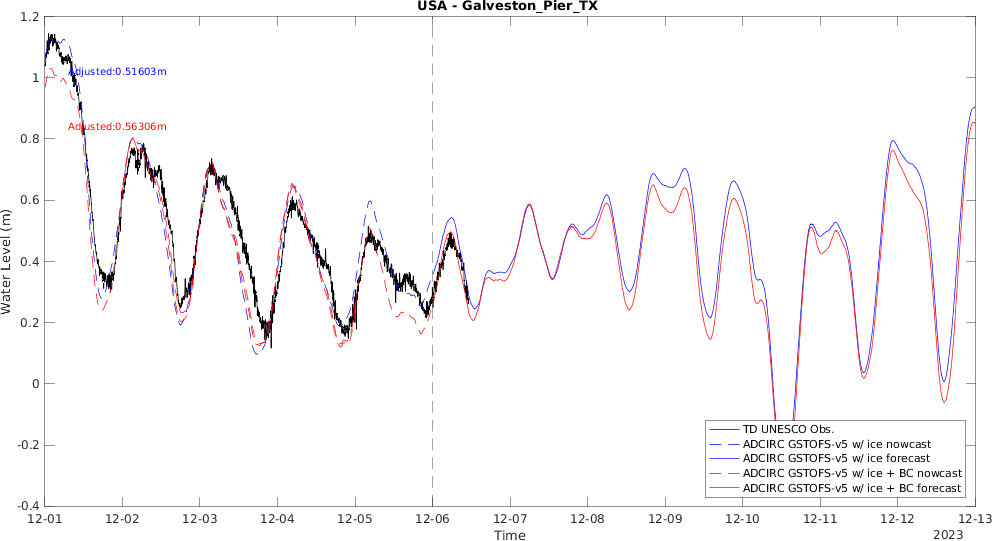 USA - Galveston_Pier_TX
1.2
1
0.8
0.6
0.4
0.2
0
-0.2
-0.4
Water Level (m)
Adjusted:0.51603m
Adjusted:0.56306m
TD UNESCO Obs.
ADCIRC GSTOFS-v5 w/ ice nowcast
ADCIRC GSTOFS-v5 w/ ice forecast
ADCIRC GSTOFS-v5 w/ ice + BC nowcast
ADCIRC GSTOFS-v5 w/ ice + BC forecast
12-01 12-02 12-03 12-04 12-05 12-06 12-07 12-08 12-09 12-10 12-11 12-12 12-13
Time
2023